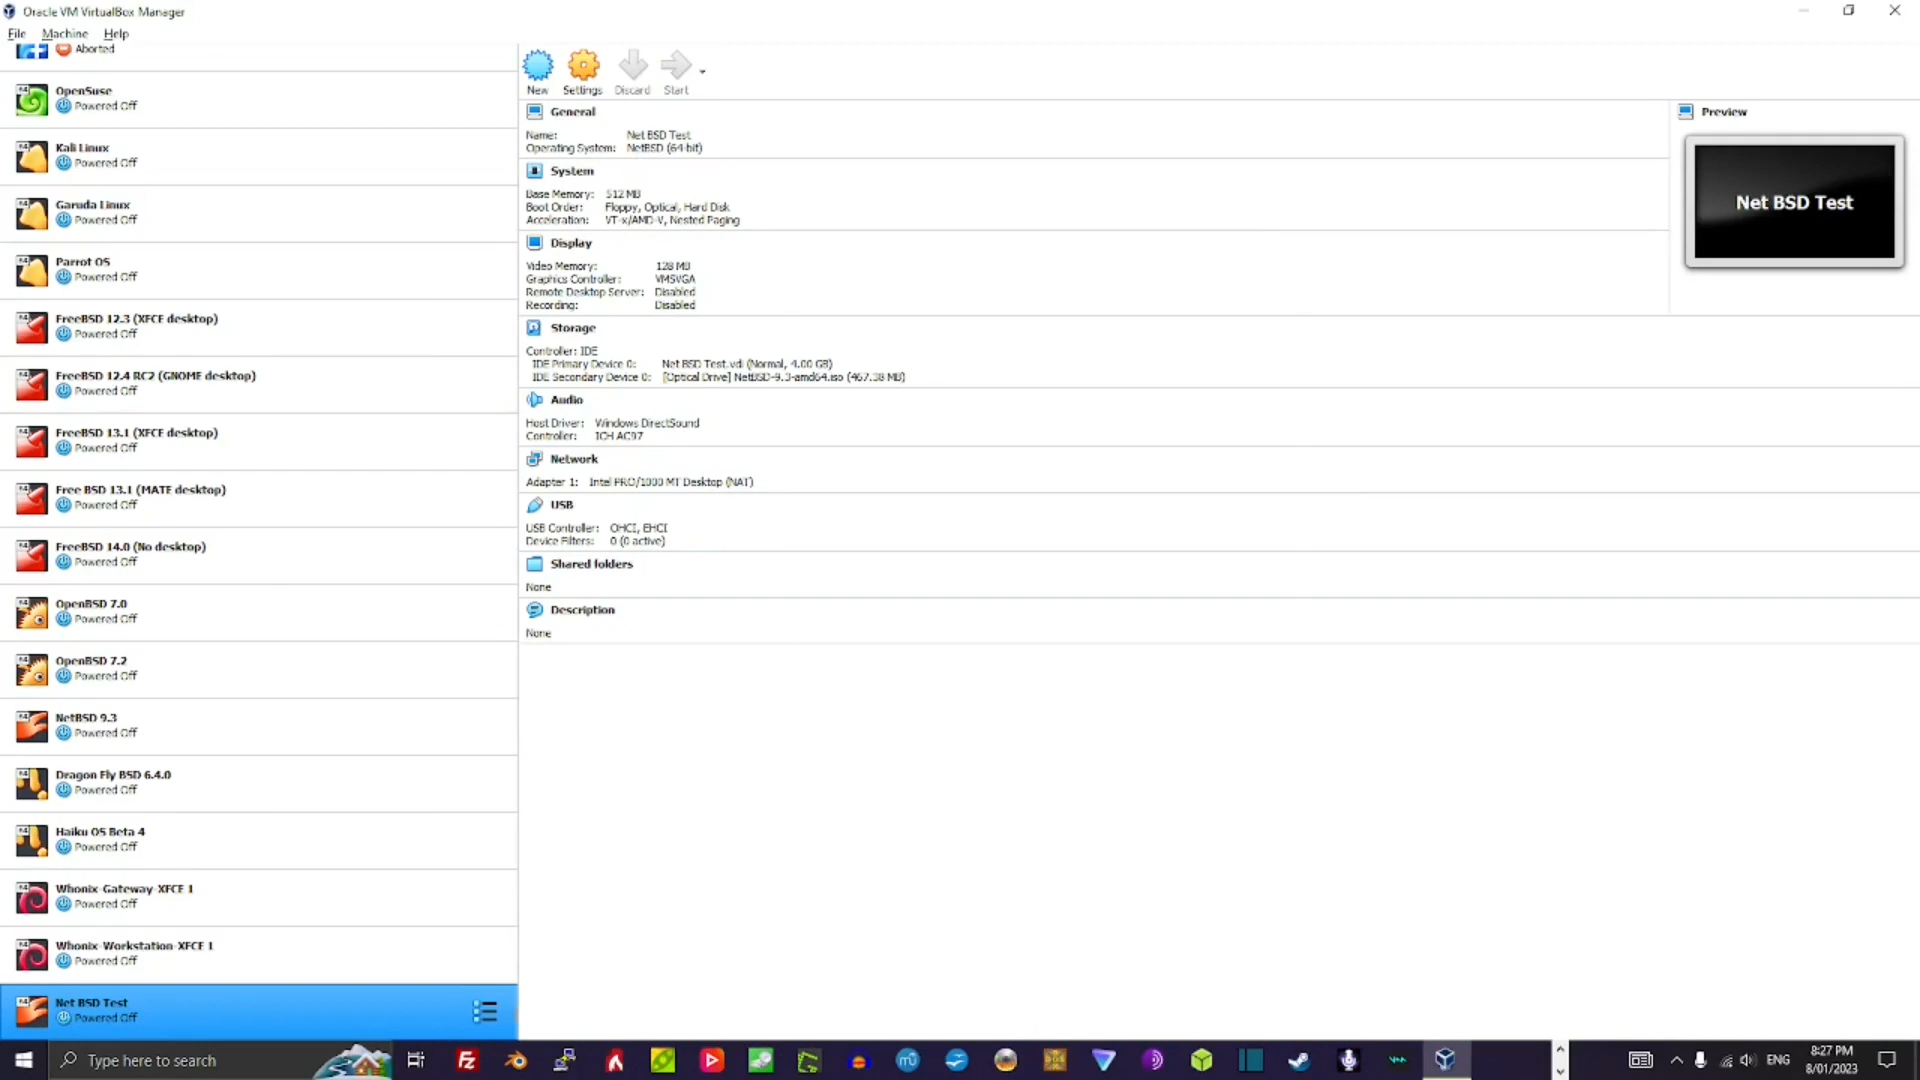 Oracle VM VirtualBox Manager
File Machine Help
Aborted
OpenSuse
Powered Off
Kali Linux
Powered Off
Garuda Linux
Powered Off
Parrot OS
Powered Off
FreeBSD 12.3 (XFCE desktop)
Powered Off
FreeBSD 12.4 RC2 (GNOME desktop)
Powered Off
FreeBSD 13.1 (XFCE desktop)
Powered Off
Free BSD 13.1 (MATE desktop)
Powered Off
FreeBSD 14.0 (No desktop)
Powered Off
OpenBSD 7.0
Powered Off
OpenBSD 7.2
Powered Off
NetBSD 9.3
Powered Off
Dragon Fly BSD 6.4.0
Powered Off
Haiku OS Beta 4
Powered Off
Whonix-Gateway-XFCE 1
Powered Off
Whonix-Workstation-XFCE 1
Powered Off
Net BSD Test
Powered Off
New Settings Discard Start
General
Name: Net BSD Test
Operating System: NetBSD (64-bit)
System
Base Memory: 512 MB
Boot Order: Floppy, Optical, Hard Disk
Acceleration: VT-x/AMD-V, Nested Paging
Display
Video Memory: 128 MB
Graphics Controller: VMSVGA
Remote Desktop Server: Disabled
Recording: Disabled
Storage
Controller: IDE
IDE Primary Device 0: Net BSD Test.vdi (Normal, 4.00 GB)
IDE Secondary Device 0: [Optical Drive] NetBSD-9.3-amd64.iso (467.38 MB)
Audio
Host Driver: Windows DirectSound
Controller: ICH AC97
Network
Adapter 1: Intel PRO/1000 MT Desktop (NAT)
USB
USB Controller: OHCI, EHCI
Device Filters: 0 (0 active)
Shared folders
None
Description
None
Preview
Net BSD Test
Type here to search
ENG
8:27 PM
8/01/2023